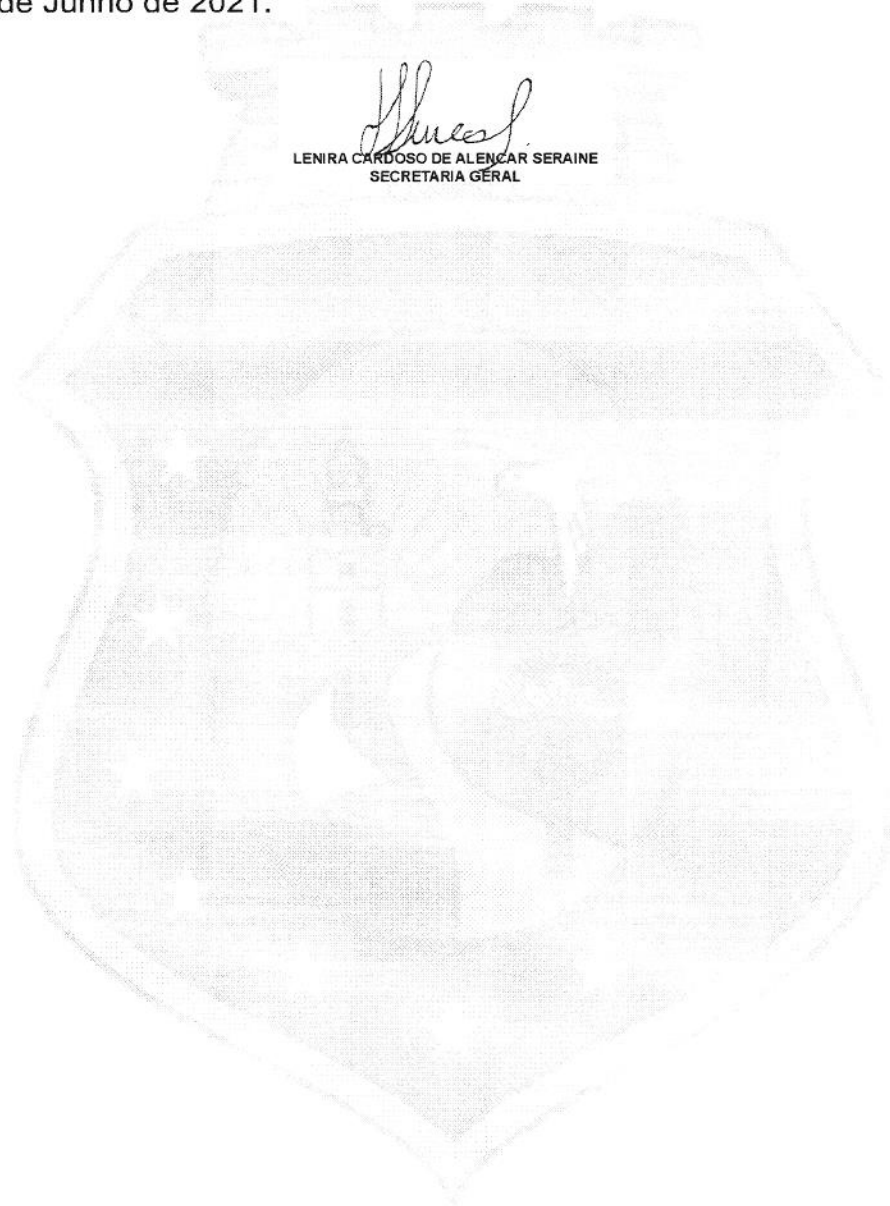 de Junho de 2021.
LENIRA CARDOSO DE ALENCAR SERAINE
SECRETARIA GERAL